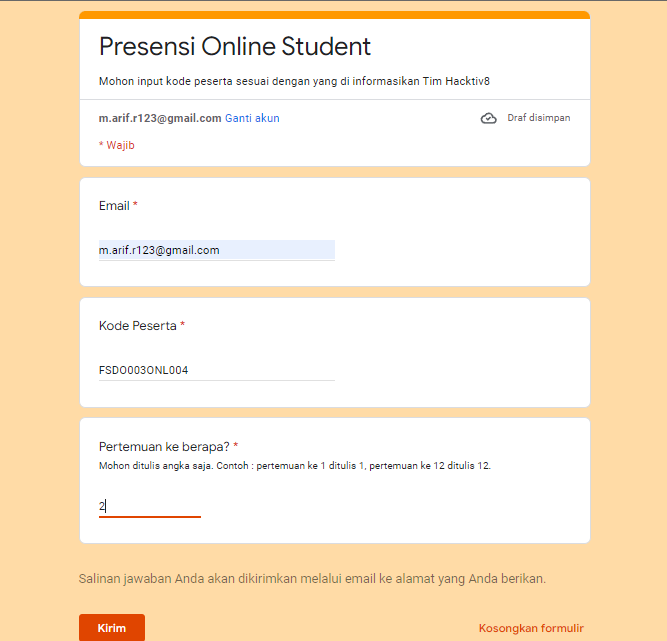 Presensi Online Student
Mohon input kode peserta sesuai dengan yang di informasikan Tim Hacktiv8
m.arif.r123@gmail.com Ganti akun
Draf disimpan
* Wajib
Email *
m.arif.r123@gmail.com
Kode Peserta *
FSDO003ONL004
Pertemuan ke berapa? *
Mohon ditulis angka saja. Contoh : pertemuan ke 1 ditulis 1, pertemuan ke 12 ditulis 12.
2
Salinan jawaban Anda akan dikirimkan melalui email ke alamat yang Anda berikan.
Kirim
Kosongkan formulir